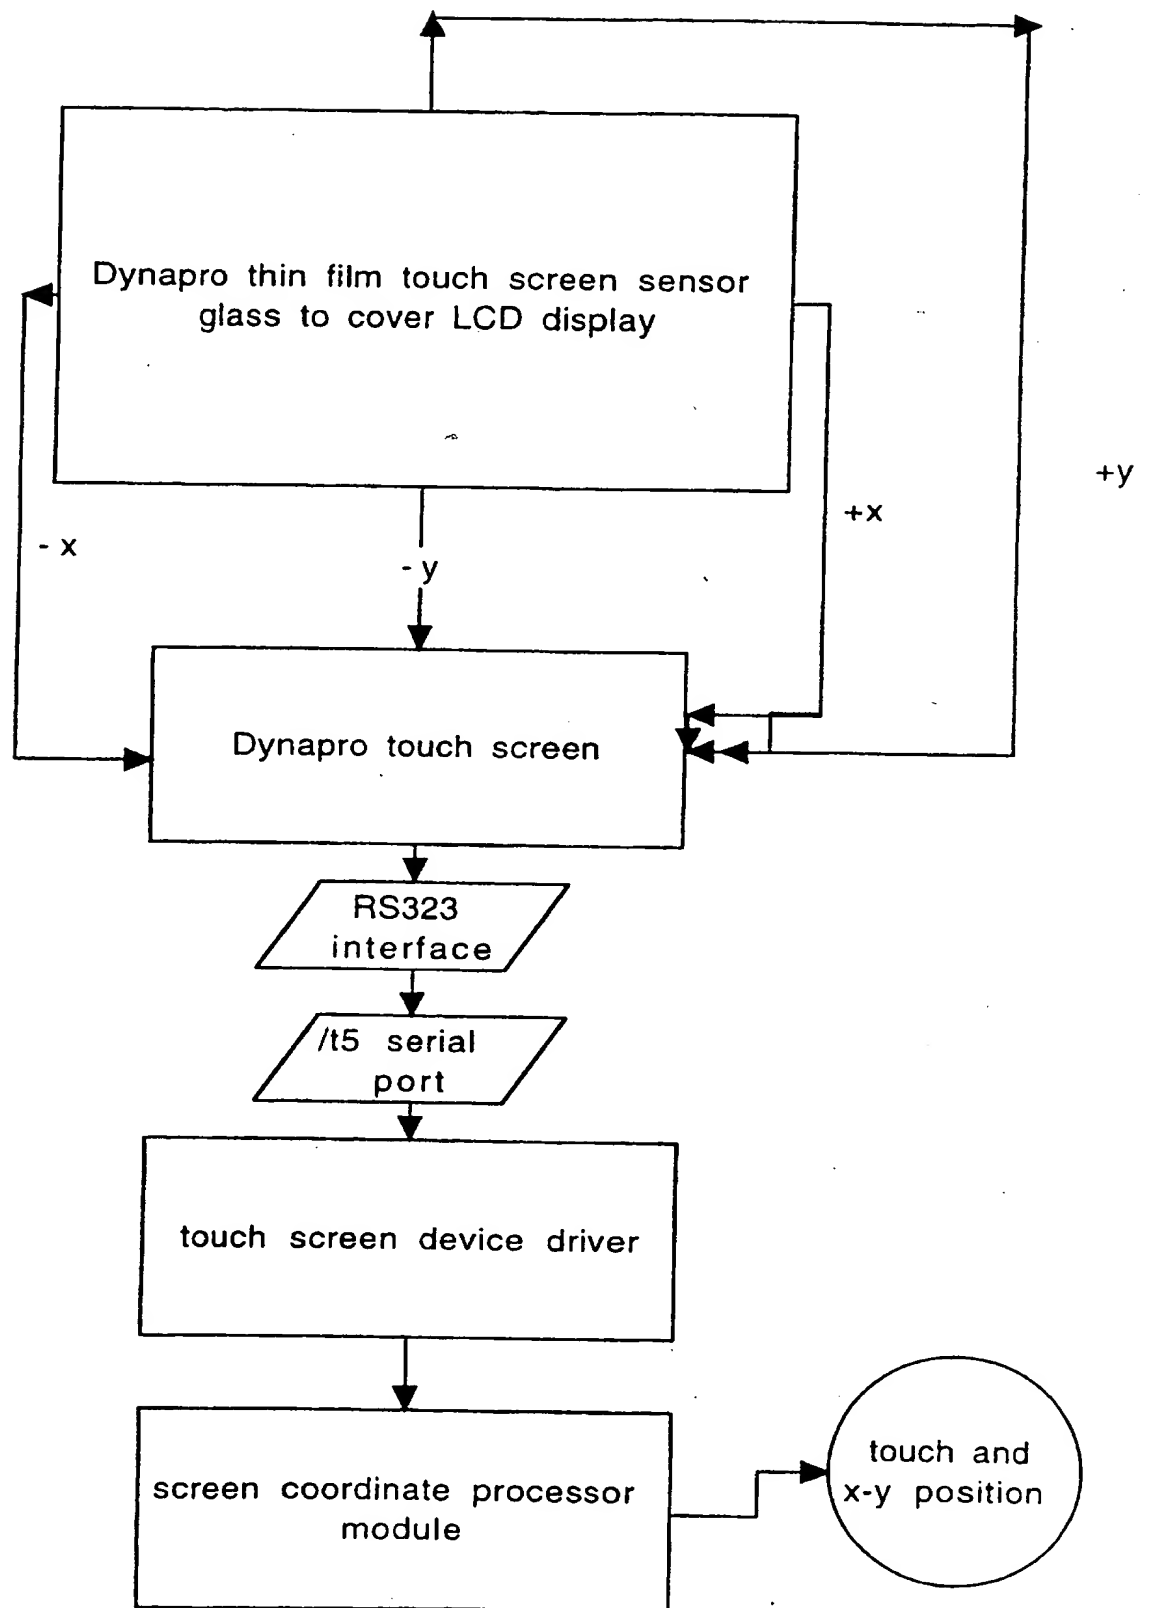 Dynapro thin film touch screen sensor
glass to cover LCD display
+y
+x
- x
- y
Dynapro touch screen
RS323
interface
/t5 serial
port
touch screen device driver
screen coordinate processor
module
touch and
x-y position